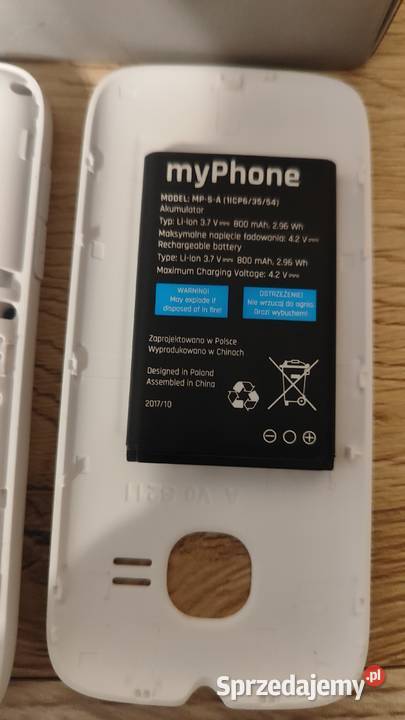 myPhone
MODEL: MP-S-A (1ICP6/35/54)
Akumulator
Typ: Li-Ion 3.7 V 800 mAh, 2.96 Wh
Maksymalne napięcie ładowania: 4.2 V
Rechargeable battery
Type: Li-Ion 3.7 V 800 mAh, 2.96 Wh
Maximum Charging Voltage: 4.2 V
WARNING!
May explode if
disposed of in fire!
OSTRZEŻENIE!
Nie wrzucaj do ognia.
Grozi wybuchem!
Zaprojektowano w Polsce
Wyprodukowano w Chinach
Designed in Poland
Assembled in China
2017/10
Sprzedajemy.pl